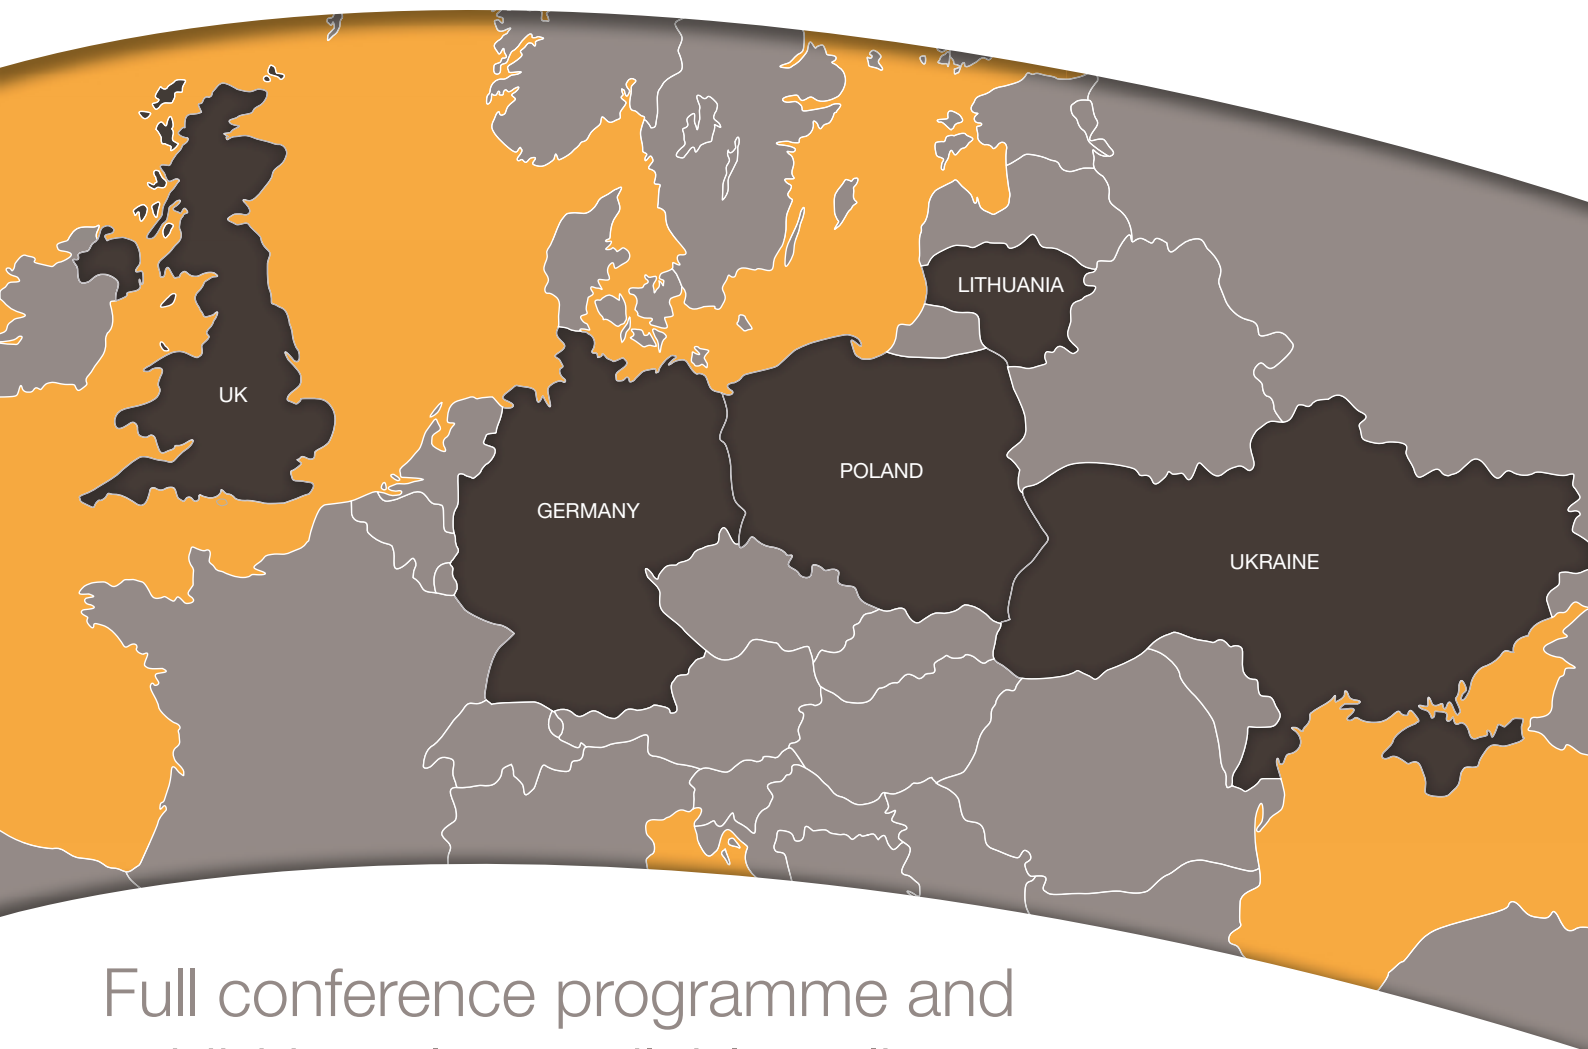 LITHUANIA
UK
POLAND
GERMANY
UKRAINE
Full conference programme and